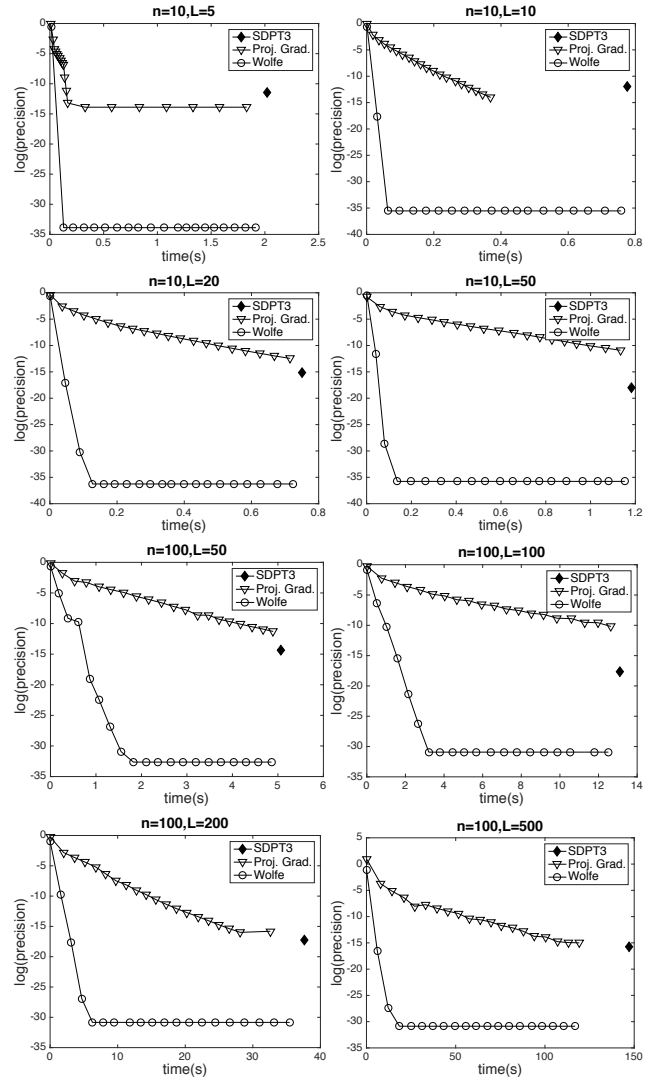 n=10,L=5
0
-5
-10
-15
-20
-25
-30
-35
log(precision)
0 0.5 1 1.5 2 2.5
time(s)
SDPT3
Proj. Grad.
Wolfe
n=10,L=10
0
-5
-10
-15
-20
-25
-30
-35
-40
log(precision)
0 0.2 0.4 0.6 0.8
time(s)
SDPT3
Proj. Grad.
Wolfe
n=10,L=20
0
-5
-10
-15
-20
-25
-30
-35
-40
log(precision)
0 0.2 0.4 0.6 0.8
time(s)
SDPT3
Proj. Grad.
Wolfe
n=10,L=50
0
-5
-10
-15
-20
-25
-30
-35
-40
log(precision)
0 0.2 0.4 0.6 0.8 1 1.2
time(s)
SDPT3
Proj. Grad.
Wolfe
n=100,L=50
0
-5
-10
-15
-20
-25
-30
-35
log(precision)
0 1 2 3 4 5 6
time(s)
SDPT3
Proj. Grad.
Wolfe
n=100,L=100
0
-5
-10
-15
-20
-25
-30
-35
log(precision)
0 2 4 6 8 10 12 14
time(s)
SDPT3
Proj. Grad.
Wolfe
n=100,L=200
0
-5
-10
-15
-20
-25
-30
-35
log(precision)
0 10 20 30 40
time(s)
SDPT3
Proj. Grad.
Wolfe
n=100,L=500
5
0
-5
-10
-15
-20
-25
-30
-35
log(precision)
0 50 100 150
time(s)
SDPT3
Proj. Grad.
Wolfe